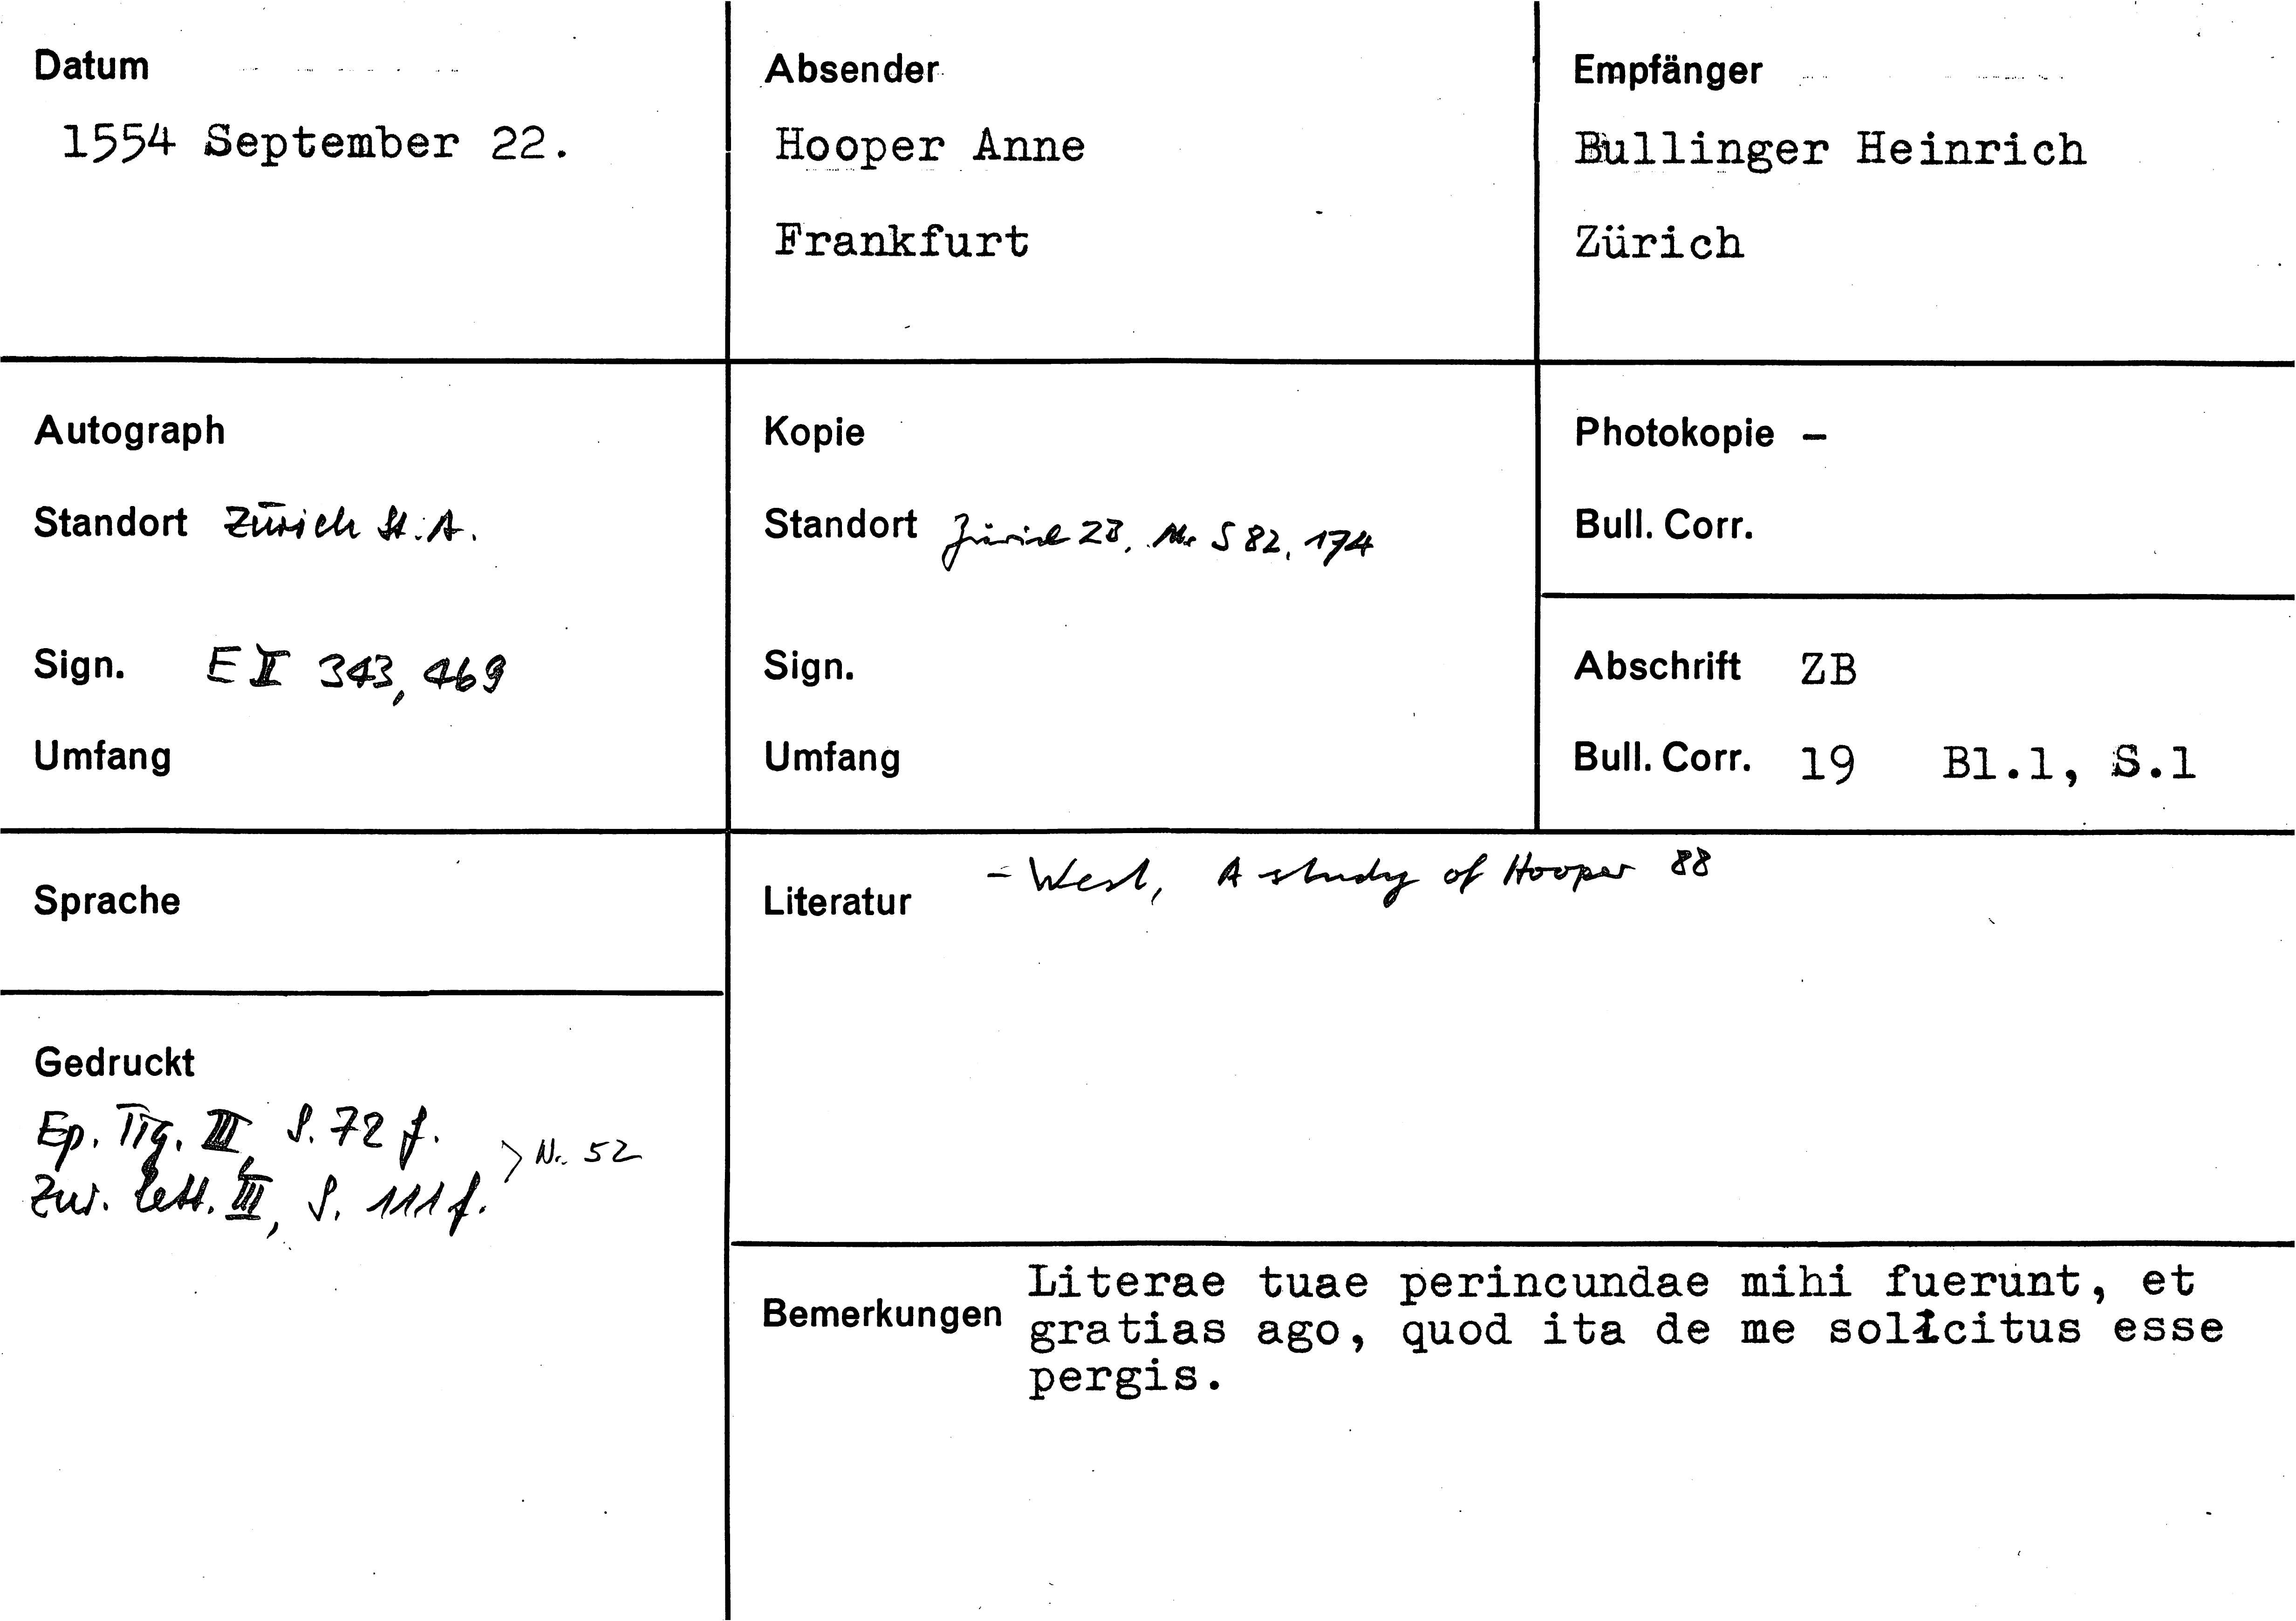 Datum
1554 September 22.
Absender
Hooper Anne
Frankfurt
Empfänger
Bullinger Heinrich
Zürich
Autograph
Standort Zürich St.A.
Sign. E II 343, 469
Umfang
Kopie
Standort Zürich ZB, Ms S 82, 174
Sign.
Umfang
Photokopie –
Bull. Corr.
Abschrift ZB
Bull. Corr. 19 Bl.1, S.1
Sprache
Literatur - West, A study of Hooper 88
Gedruckt
Ep. Tig. III, S. 72 f.
Zur. lett. III, S. 111 f.
> Nr. 52
Bemerkungen
Literae tuae perincundae mihi fuerunt, et
gratias ago, quod ita de me solicitus esse
pergis.